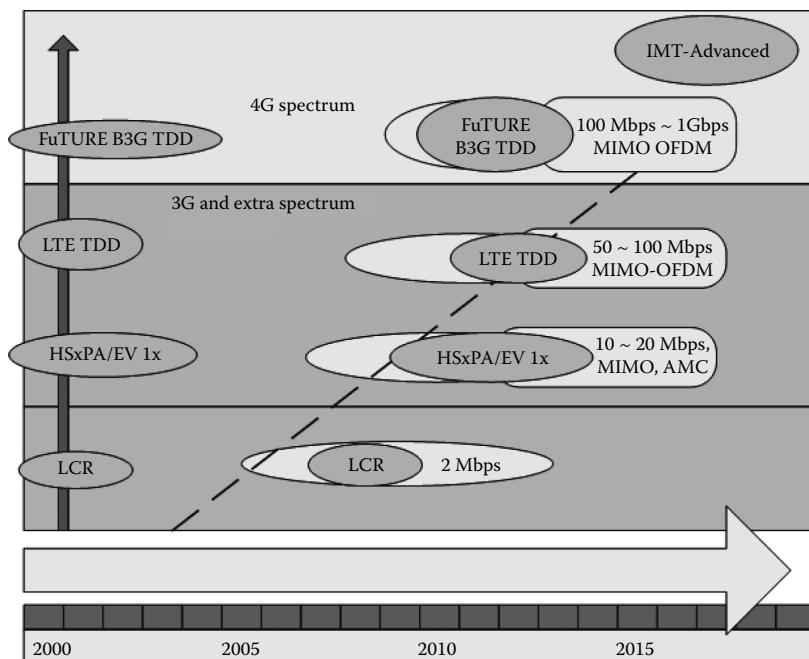 IMT-Advanced
4G spectrum
FuTURE B3G TDD
FuTURE
B3G TDD
100 Mbps ~ 1Gbps
MIMO OFDM
3G and extra spectrum
LTE TDD
LTE TDD
50 ~ 100 Mbps
MIMO-OFDM
HSxPA/EV 1x
HSxPA/EV 1x
10 ~ 20 Mbps,
MIMO, AMC
LCR
LCR
2 Mbps
2000 2005 2010 2015